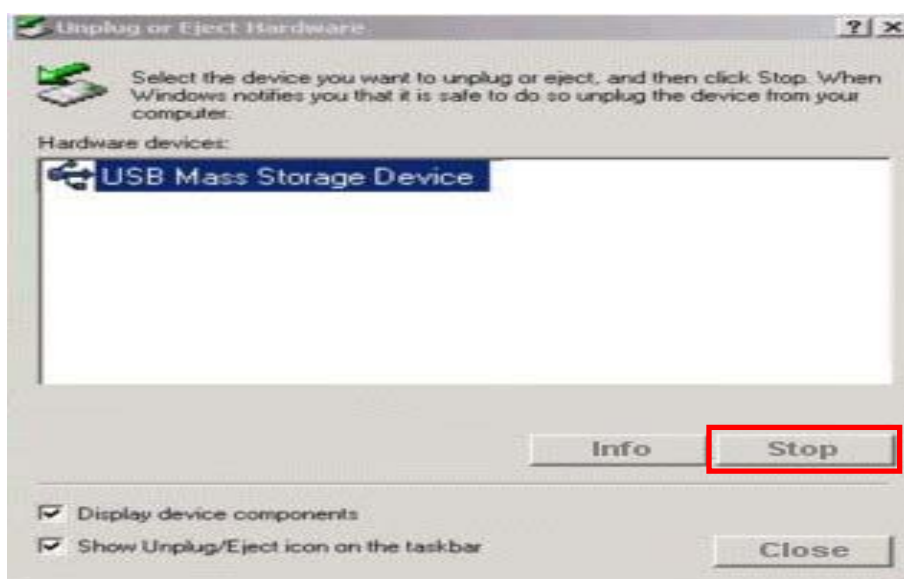 Unplug or Eject Hardware
Select the device you want to unplug or eject, and then click Stop. When
Windows notifies you that it is safe to do so unplug the device from your
computer.
Hardware devices:
USB Mass Storage Device
Info Stop
Display device components
Show Unplug/Eject icon on the taskbar
Close